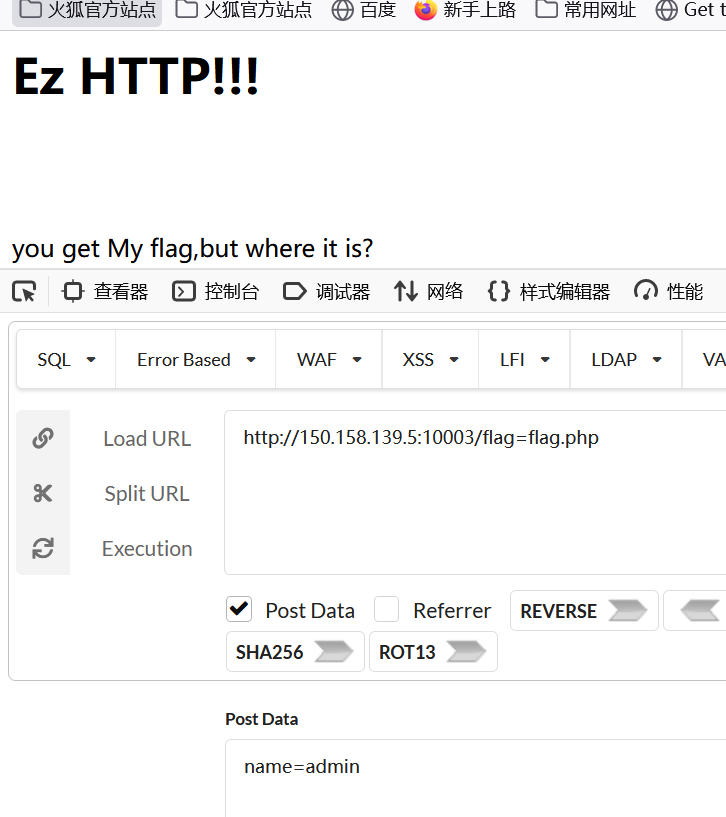 火狐官方站点 火狐官方站点 百度 新手上路 常用网址 Get t
Ez HTTP!!!
you get My flag,but where it is?
查看器 控制台 调试器 网络 样式编辑器 性能
SQL Error Based WAF XSS LFI LDAP VA
Load URL http://150.158.139.5:10003/flag=flag.php
Split URL
Execution
Post Data Referrer REVERSE
SHA256 ROT13
Post Data
name=admin